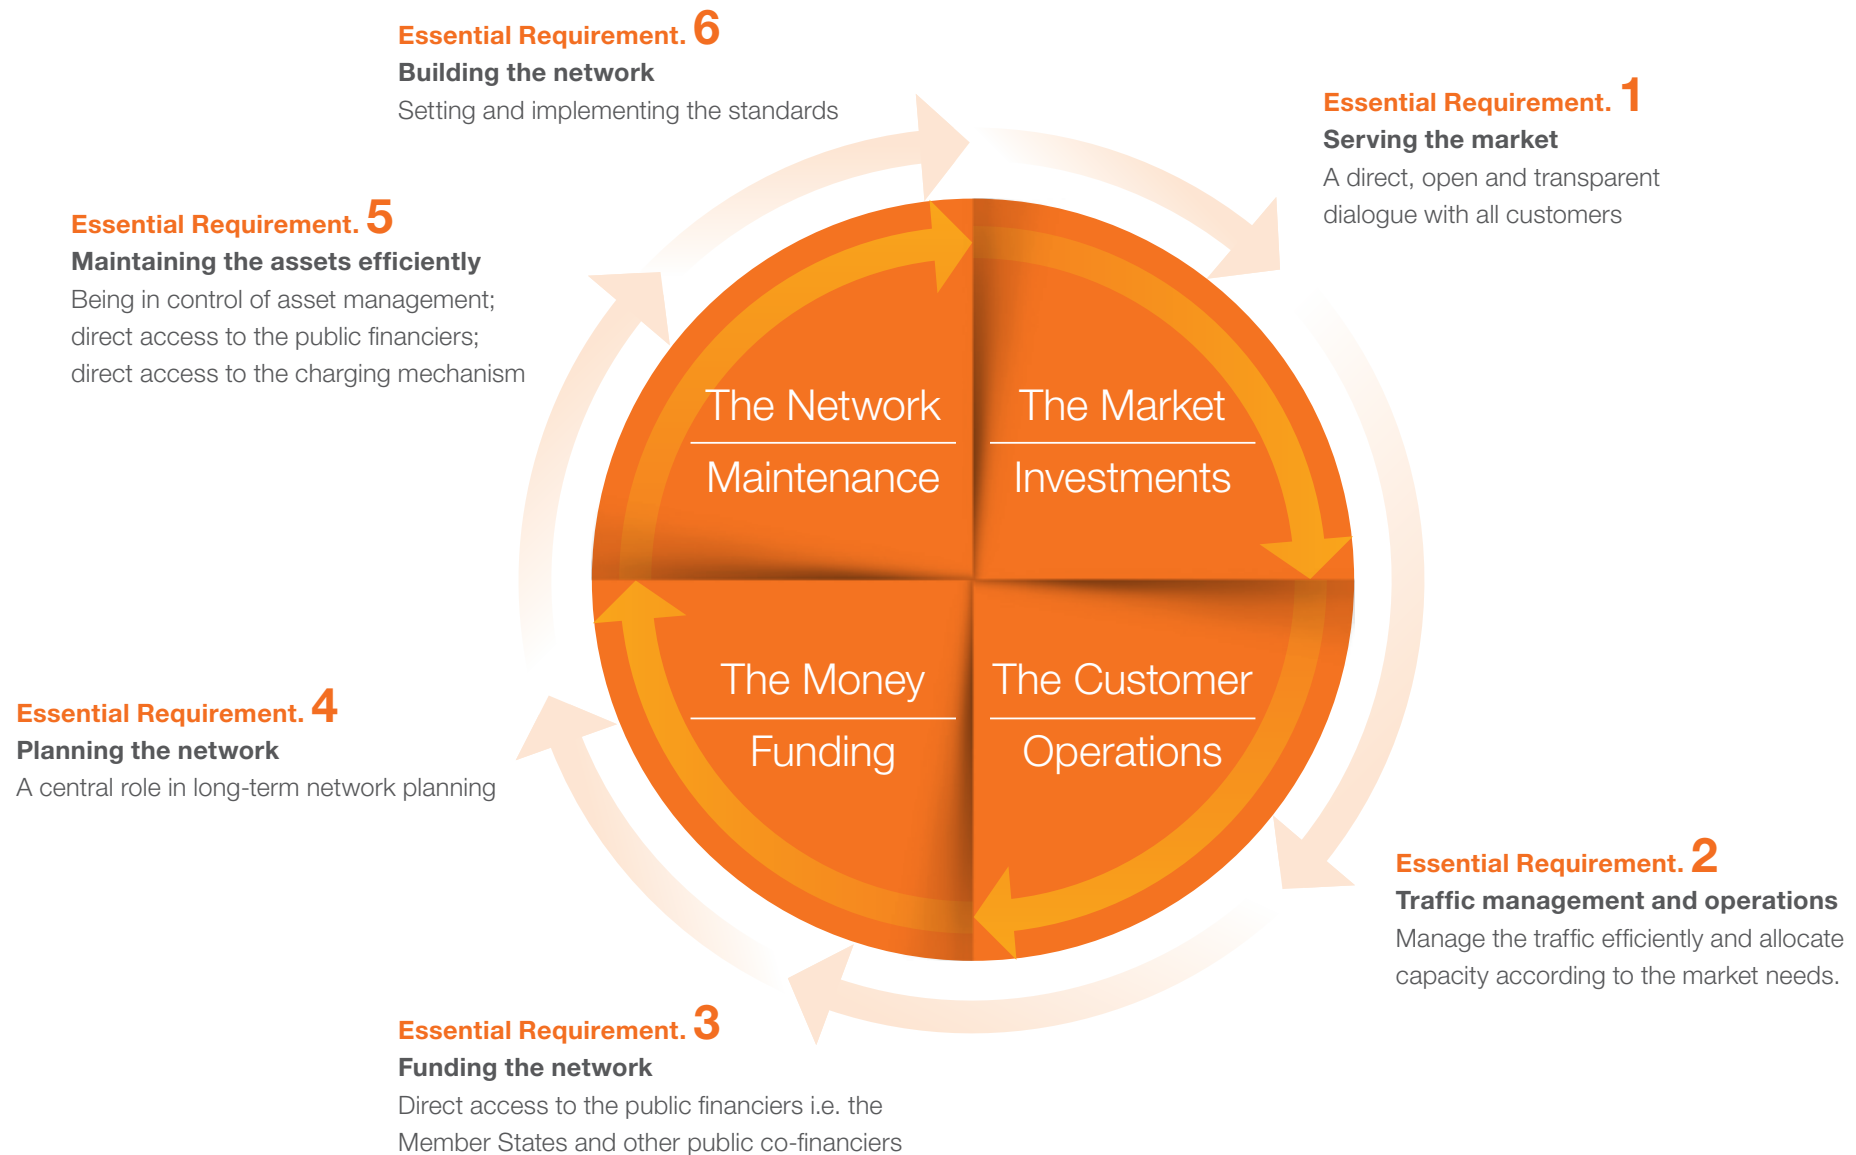 Essential Requirement. 6
Building the network
Setting and implementing the standards
Essential Requirement. 1
Serving the market
A direct, open and transparent
dialogue with all customers
Essential Requirement. 5
Maintaining the assets efficiently
Being in control of asset management;
direct access to the public financiers;
direct access to the charging mechanism
The Network
Maintenance
The Market
Investments
The Money
Funding
The Customer
Operations
Essential Requirement. 4
Planning the network
A central role in long-term network planning
Essential Requirement. 2
Traffic management and operations
Manage the traffic efficiently and allocate
capacity according to the market needs.
Essential Requirement. 3
Funding the network
Direct access to the public financiers i.e. the
Member States and other public co-financiers